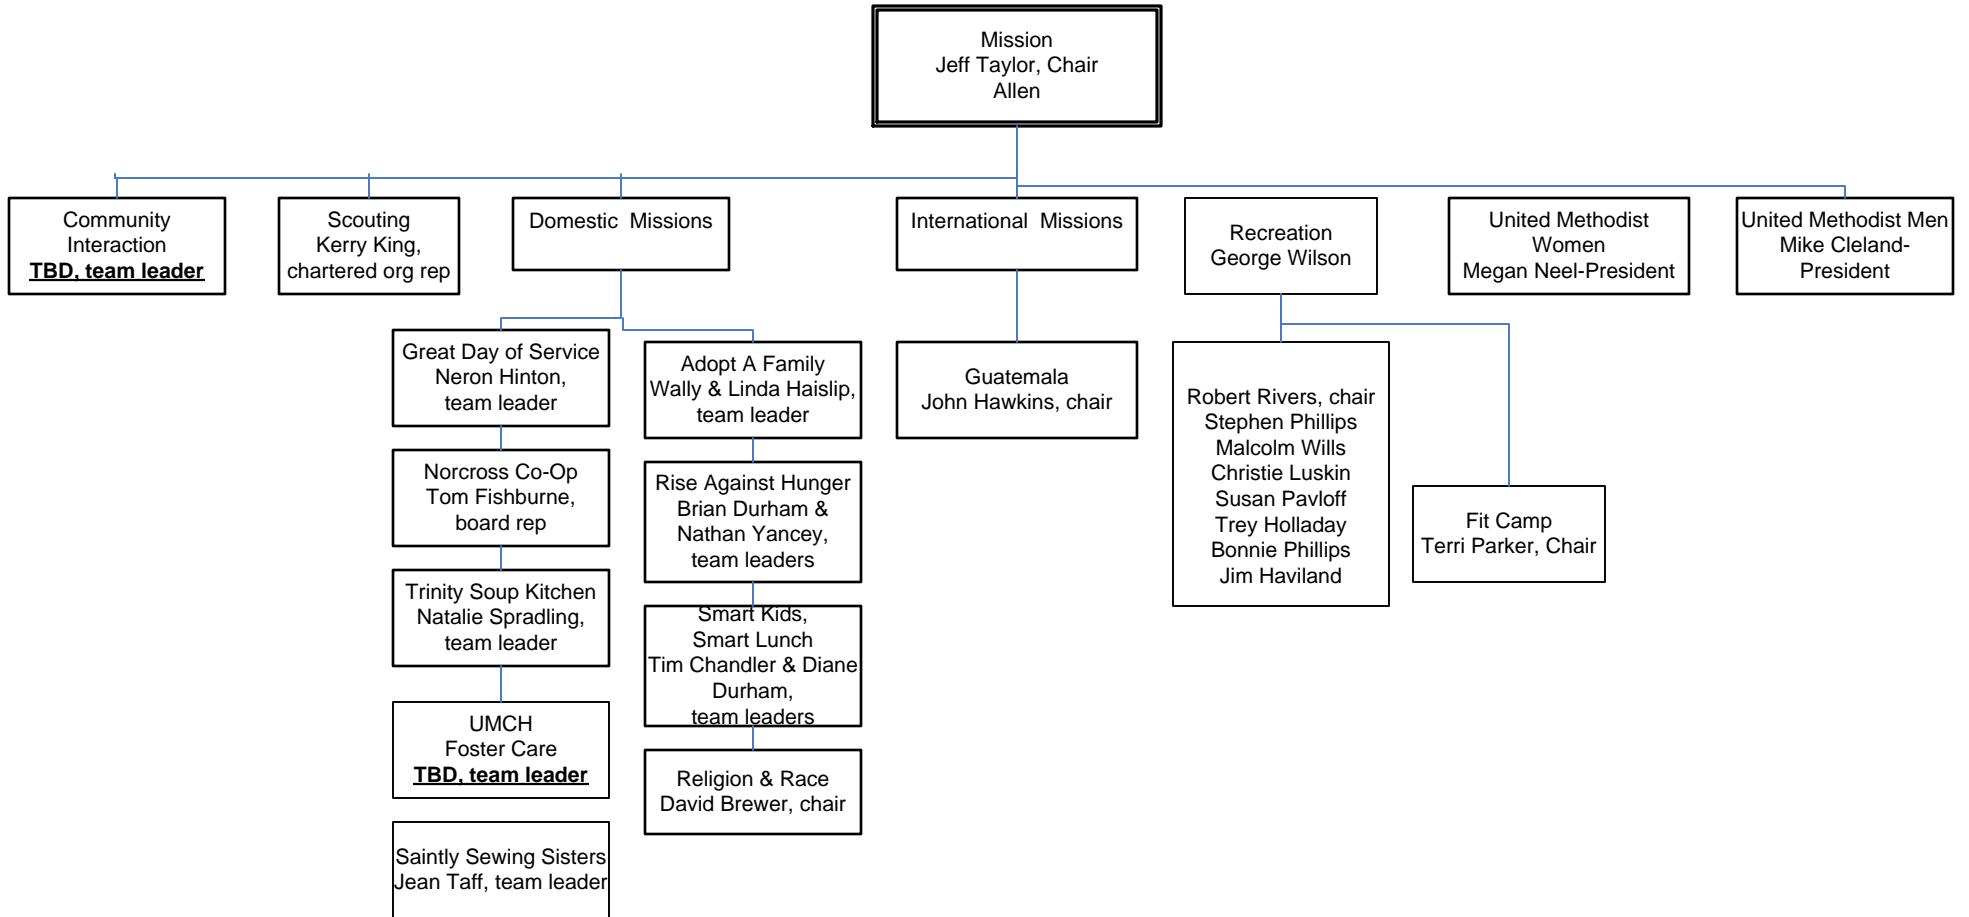 Mission
Jeff Taylor, Chair
Allen
Community
Interaction
TBD, team leader
Scouting
Kerry King,
chartered org rep
Domestic  Missions
International  Missions
Recreation
George Wilson
United Methodist
Women
Megan Neel-President
United Methodist Men
Mike Cleland-
President
Great Day of Service
Neron Hinton,
team leader
Norcross Co-Op
Tom Fishburne,
board rep
Trinity Soup Kitchen
Natalie Spradling,
team leader
UMCH
Foster Care
TBD, team leader
Saintly Sewing Sisters
Jean Taff, team leader
Adopt A Family
Wally & Linda Haislip,
team leader
Rise Against Hunger
Brian Durham &
Nathan Yancey,
team leaders
Smart Kids,
Smart Lunch
Tim Chandler & Diane
Durham,
team leaders
Religion & Race
David Brewer, chair
Guatemala
John Hawkins, chair
Robert Rivers, chair
Stephen Phillips
Malcolm Wills
Christie Luskin
Susan Pavloff
Trey Holladay
Bonnie Phillips
Jim Haviland
Fit Camp
Terri Parker, Chair